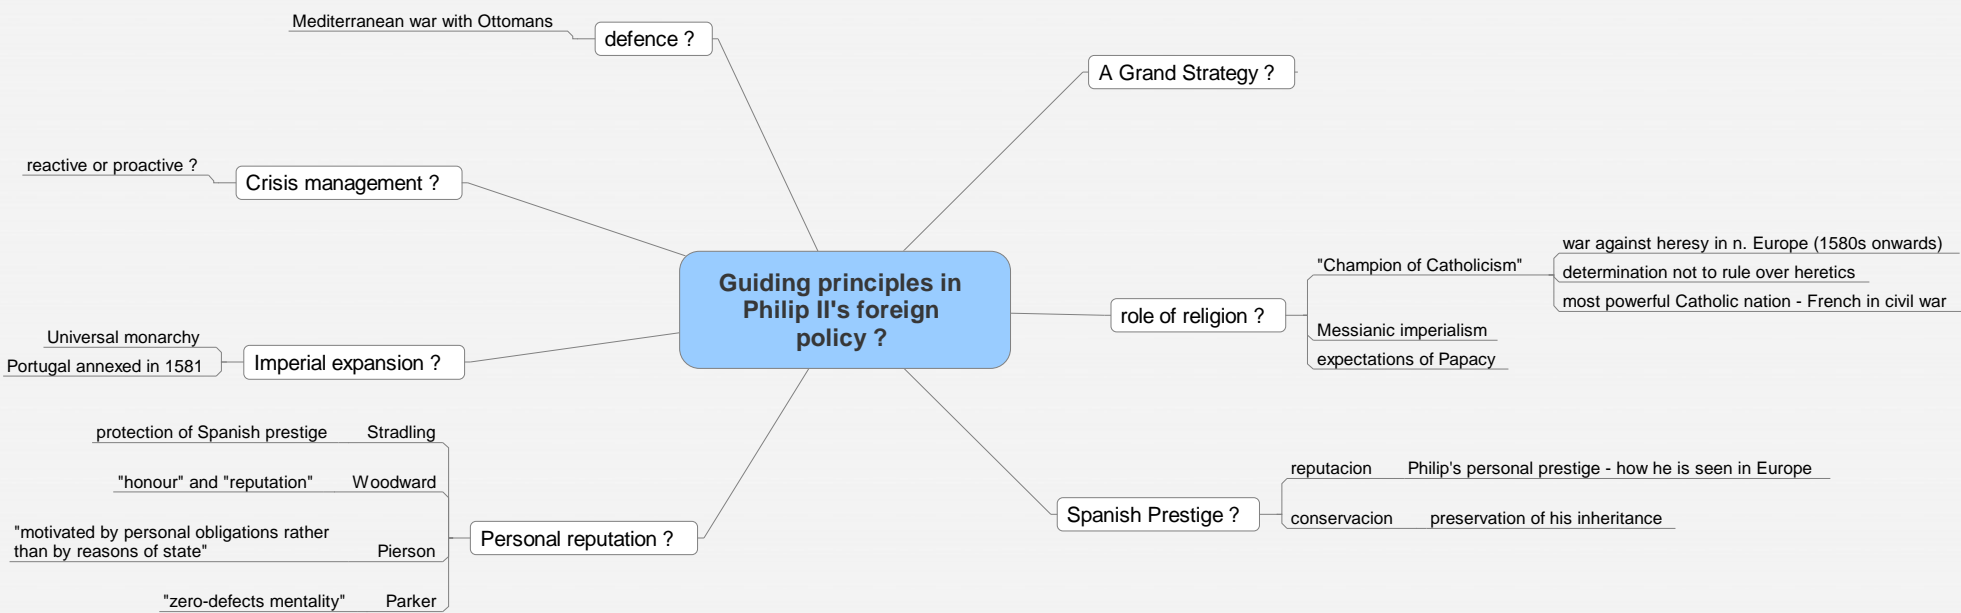 Guiding principles in
Philip II's foreign
policy ?
A Grand Strategy ?
role of religion ?
"Champion of Catholicism"
war against heresy in n. Europe (1580s onwards)
determination not to rule over heretics
most powerful Catholic nation - French in civil war
Messianic imperialism
expectations of Papacy
Spanish Prestige ?
reputacion
Philip's personal prestige - how he is seen in Europe
conservacion
preservation of his inheritance
Personal reputation ?
Stradling
protection of Spanish prestige
Woodward
"honour" and "reputation"
Pierson
"motivated by personal obligations rather
than by reasons of state"
Parker
"zero-defects mentality"
Imperial expansion ?
Universal monarchy
Portugal annexed in 1581
Crisis management ?
reactive or proactive ?
defence ?
Mediterranean war with Ottomans